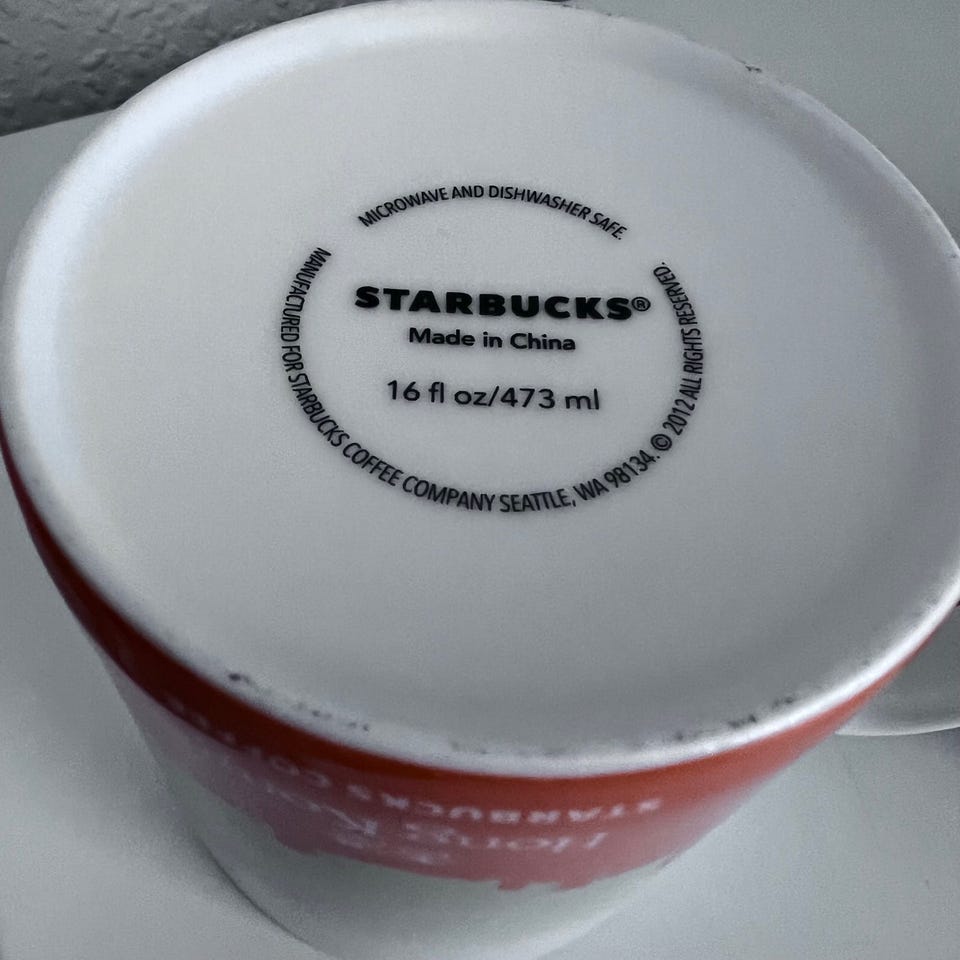 MICROWAVE AND DISHWASHER SAFE.
STARBUCKS®
Made in China
16 fl oz/473 ml
MANUFACTURED FOR STARBUCKS COFFEE COMPANY SEATTLE, WA 98134. © 2012 ALL RIGHTS RESERVED.
STARBUCKS